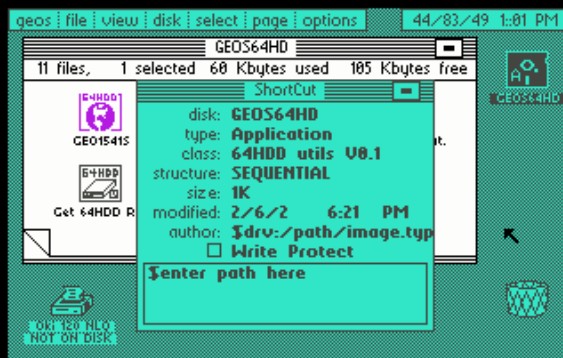 geos file view disk select page options 44/83/49 1:01 PM
GEOS64HD
11 files, 1 selected 60 Kbytes used 105 Kbytes free
ShortCut
64HDD
GEO1541S
disk: GEOS64HD
type: Application
class: 64HDD utils V0.1
structure: SEQUENTIAL
size: 1K
modified: 2/6/2 6:21 PM
author: $drv:/path/image.typ
Write Protect
$enter path here
64HDD
Get 64HDD R
nt.
GEOS64HD
Oki 120 NLQ
NOT ON DISK